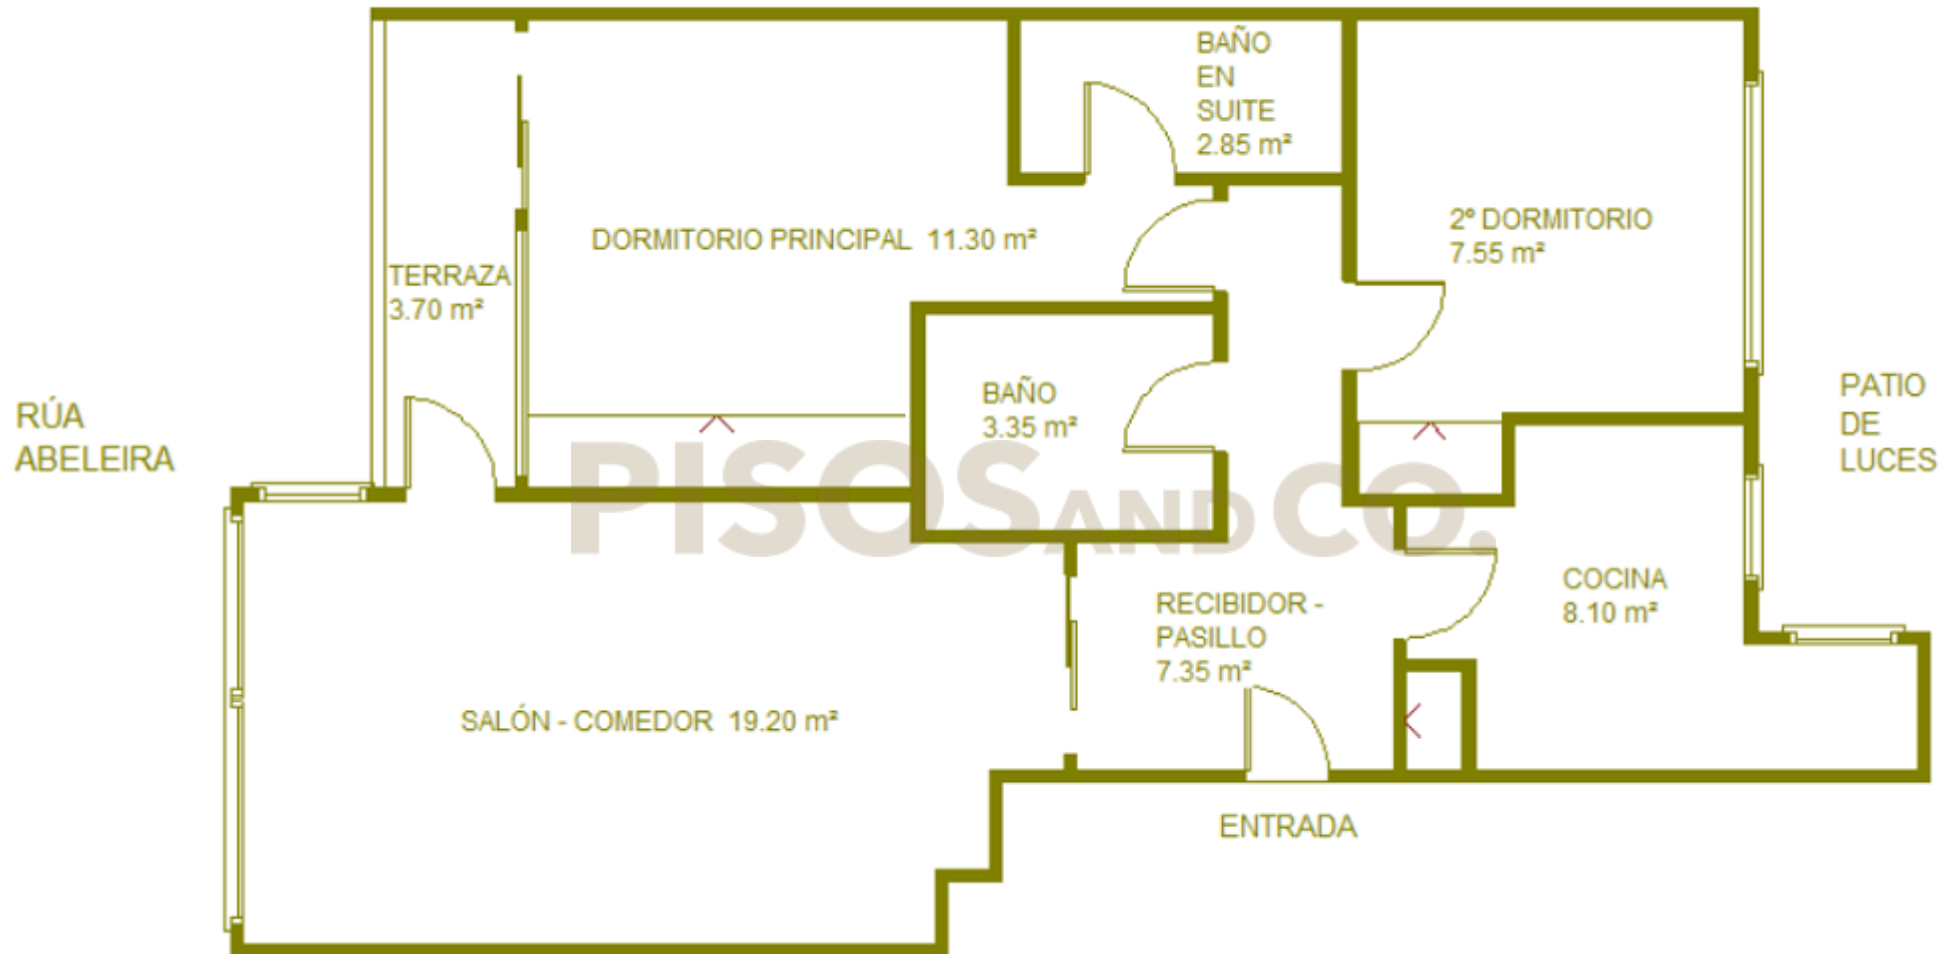 BAÑO
EN
SUITE
2.85 m²
2º DORMITORIO
7.55 m²
DORMITORIO PRINCIPAL 11.30 m²
TERRAZA
3.70 m²
BAÑO
3.35 m²
PATIO
DE
LUCES
RÚA
ABELEIRA
PISOS AND CO.
COCINA
8.10 m²
RECIBIDOR -
PASILLO
7.35 m²
SALÓN - COMEDOR 19.20 m²
ENTRADA